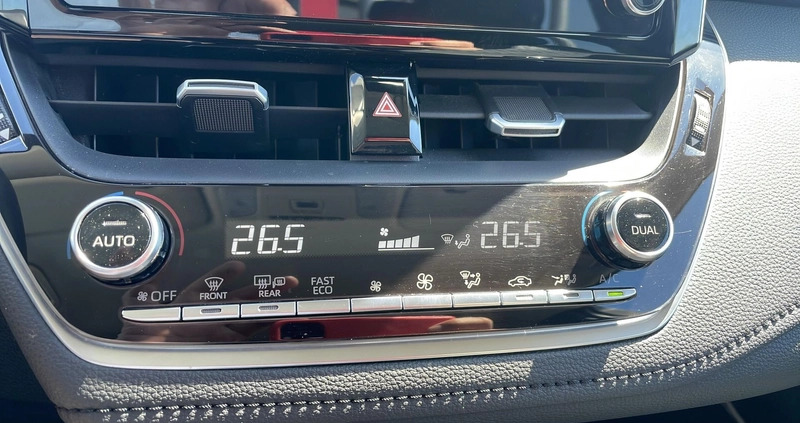 AUTO
26.5
26.5
DUAL
OFF
FRONT
REAR
FAST
ECO
A/C